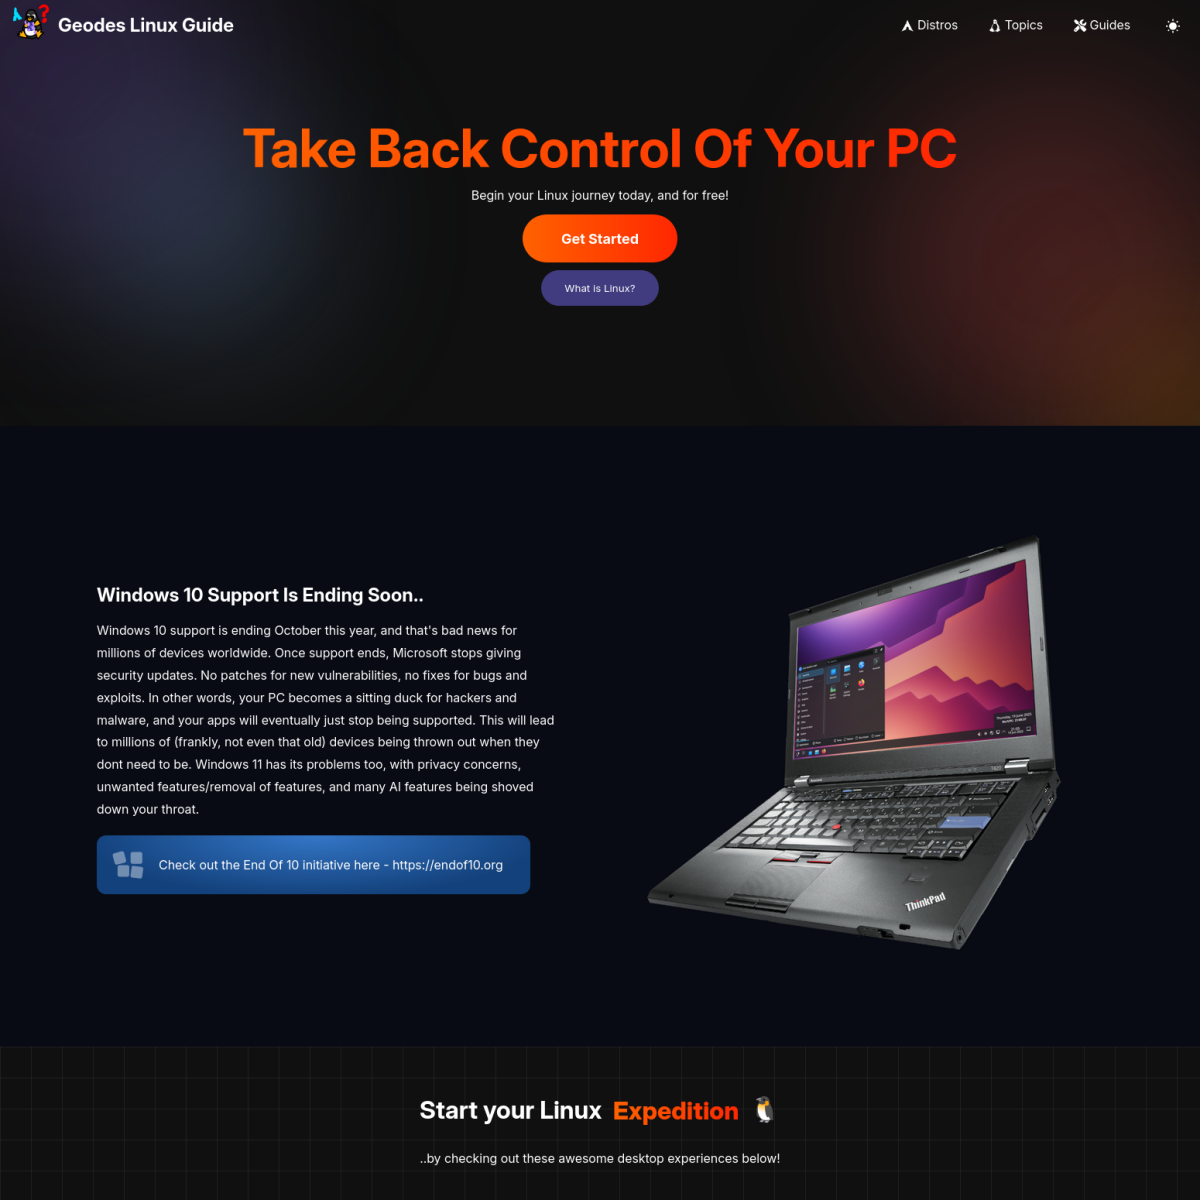 Geodes Linux Guide
Distros
Topics
Guides
Take Back Control Of Your PC
Begin your Linux journey today, and for free!
Get Started
What is Linux?
Windows 10 Support Is Ending Soon..
Windows 10 support is ending October this year, and that's bad news for
millions of devices worldwide. Once support ends, Microsoft stops giving
security updates. No patches for new vulnerabilities, no fixes for bugs and
exploits. In other words, your PC becomes a sitting duck for hackers and
malware, and your apps will eventually just stop being supported. This will lead
to millions of (frankly, not even that old) devices being thrown out when they
dont need to be. Windows 11 has its problems too, with privacy concerns,
unwanted features/removal of features, and many AI features being shoved
down your throat.
Check out the End Of 10 initiative here - https://endof10.org
ThinkPad
Start your Linux Expedition
..by checking out these awesome desktop experiences below!